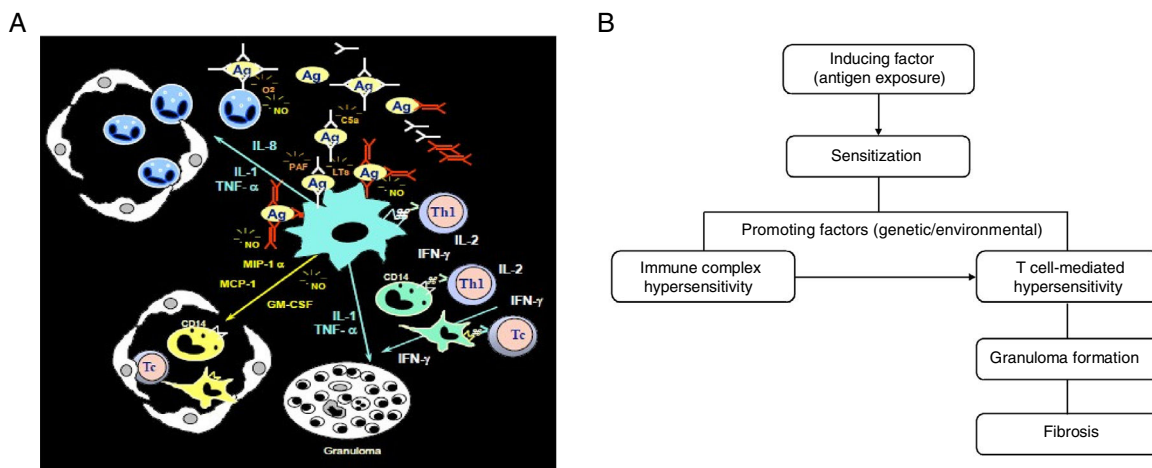 A
Ag
O²
NO
Ag
Ag
Ag
C5a
Ag
IL-8
PAF
LTs
IL-1
TNF- α
Ag
Ag
NO
Ag
Th1
IL-2
IFN-γ
NO
MIP-1 α
MCP-1
NO
GM-CSF
CD14
Th1
IL-2
IFN-γ
IL-1
TNF- α
Tc
IFN-γ
CD14
Tc
Granuloma
B
Inducing factor
(antigen exposure)
Sensitization
Promoting factors (genetic/environmental)
Immune complex
hypersensitivity
T cell-mediated
hypersensitivity
Granuloma formation
Fibrosis